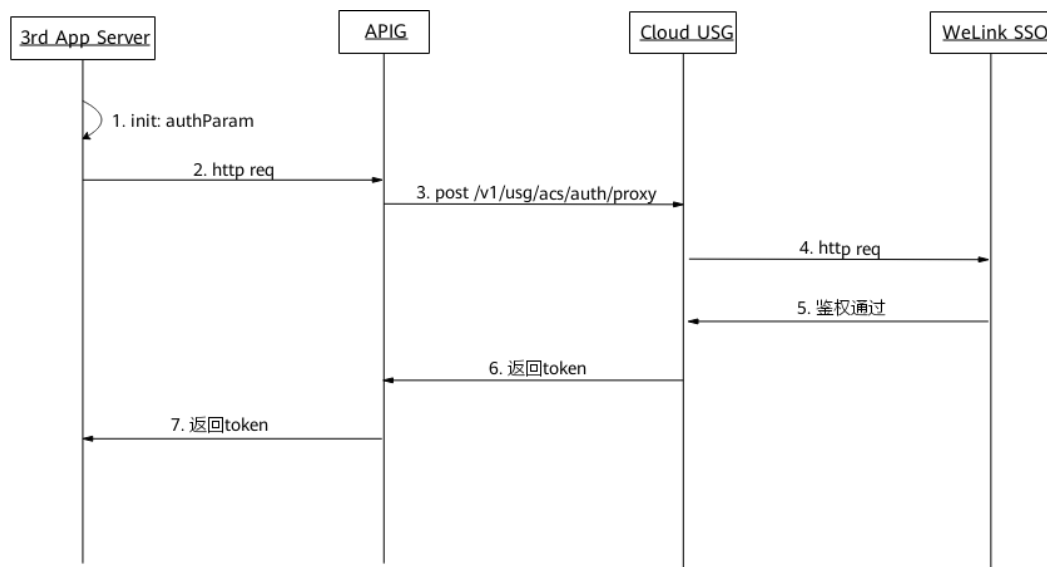 3rd App Server
APIG
Cloud USG
WeLink SSO
1. init: authParam
2. http req
3. post /v1/usg/acs/auth/proxy
4. http req
5. 鉴权通过
6. 返回token
7. 返回token